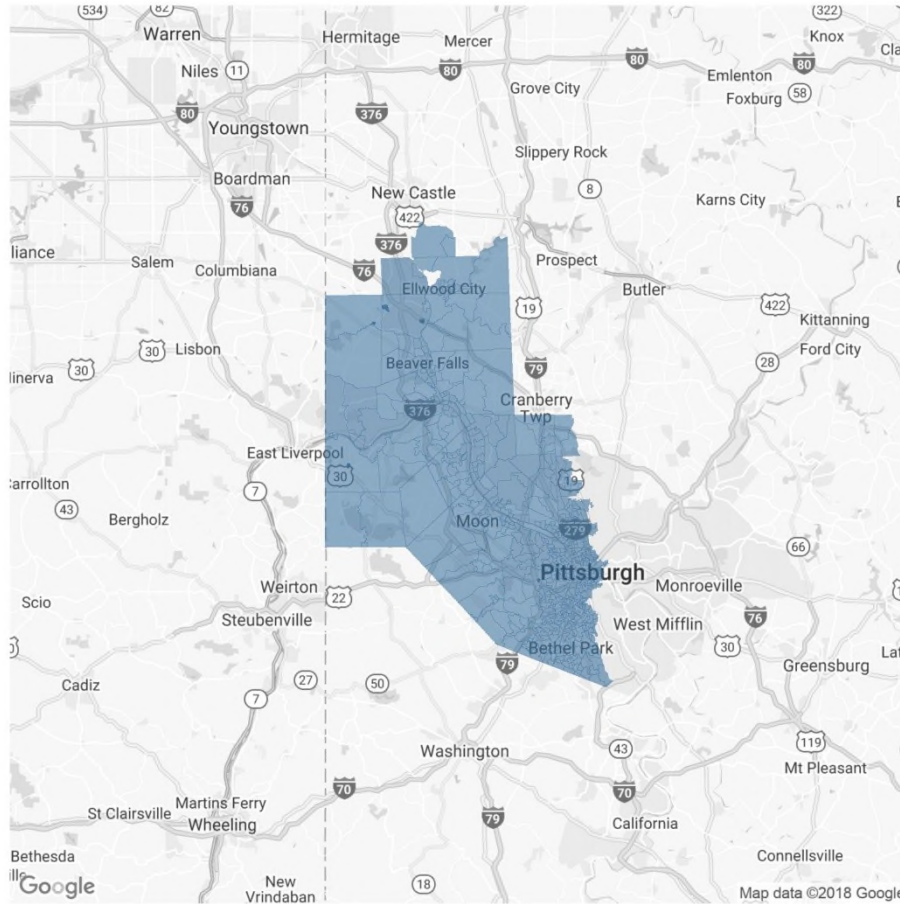 534
82
Warren
Hermitage
Mercer
322
Knox
Cla
Niles
11
80
80
80
Emlenton
Foxburg
58
Grove City
80
376
Youngstown
Slippery Rock
Boardman
76
New Castle
8
Karns City
422
376
lliance
Salem
Columbiana
76
Prospect
Ellwood City
Butler
19
422
Kittanning
Ford City
30
30
Lisbon
Beaver Falls
79
28
linerva
376
Cranberry
Twp
East Liverpool
30
19
Carrollton
7
43
Bergholz
Moon
279
66
Pittsburgh
Monroeville
Weirton
22
Scio
Steubenville
76
West Mifflin
30
Bethel Park
79
Greensburg
Lat
27
50
Cadiz
7
119
Washington
43
Mt Pleasant
70
70
St Clairsville
Martins Ferry
Wheeling
79
California
Bethesda
Connellsville
Google
New
Vrindaban
18
Map data ©2018 Google